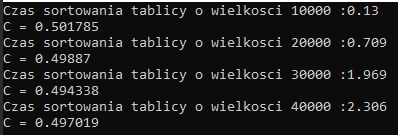 Czas sortowania tablicy o wielkosci 10000 :0.13
C = 0.501785
Czas sortowania tablicy o wielkosci 20000 :0.709
C = 0.49887
Czas sortowania tablicy o wielkosci 30000 :1.969
C = 0.494338
Czas sortowania tablicy o wielkosci 40000 :2.306
C = 0.497019